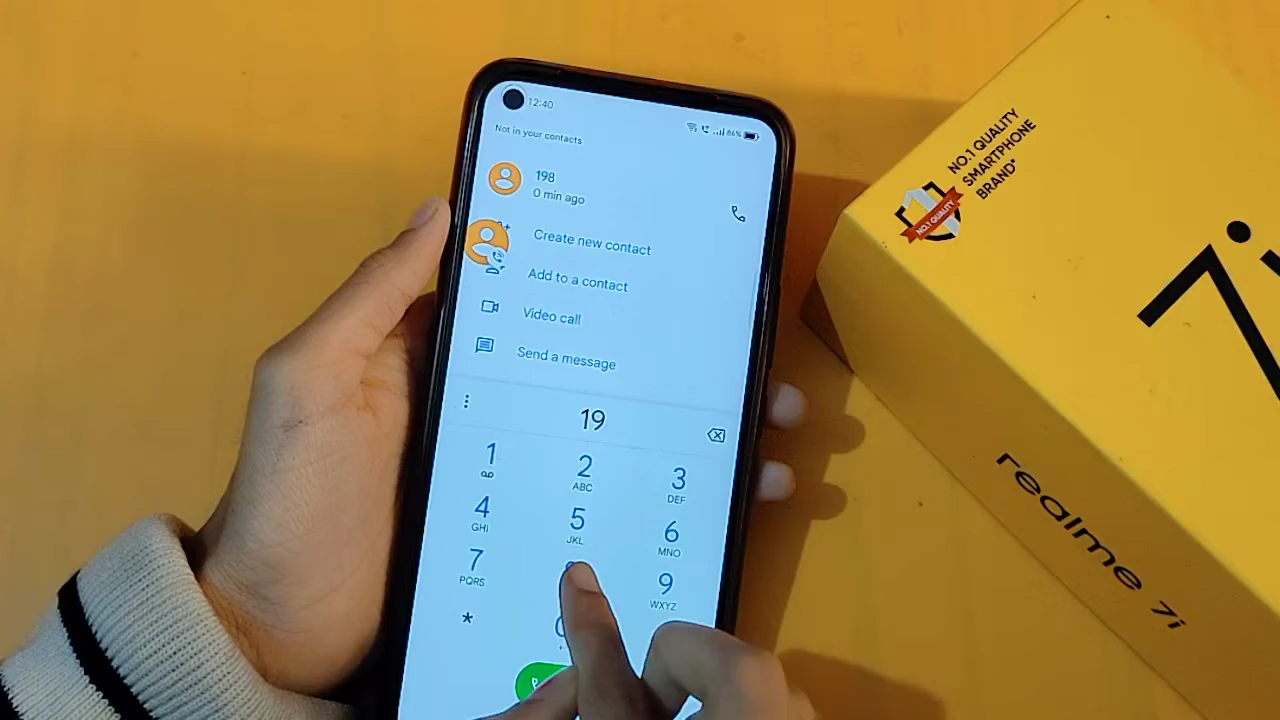 12:40
86%
Not in your contacts
198
0 min ago
Create new contact
Add to a contact
Video call
Send a message
19
1
2
ABC
3
DEF
4
GHI
5
JKL
6
MNO
7
PQRS
9
WXYZ
*
NO.1 QUALITY
SMARTPHONE
BRAND*
NO.1 QUALITY
7i
realme 7i